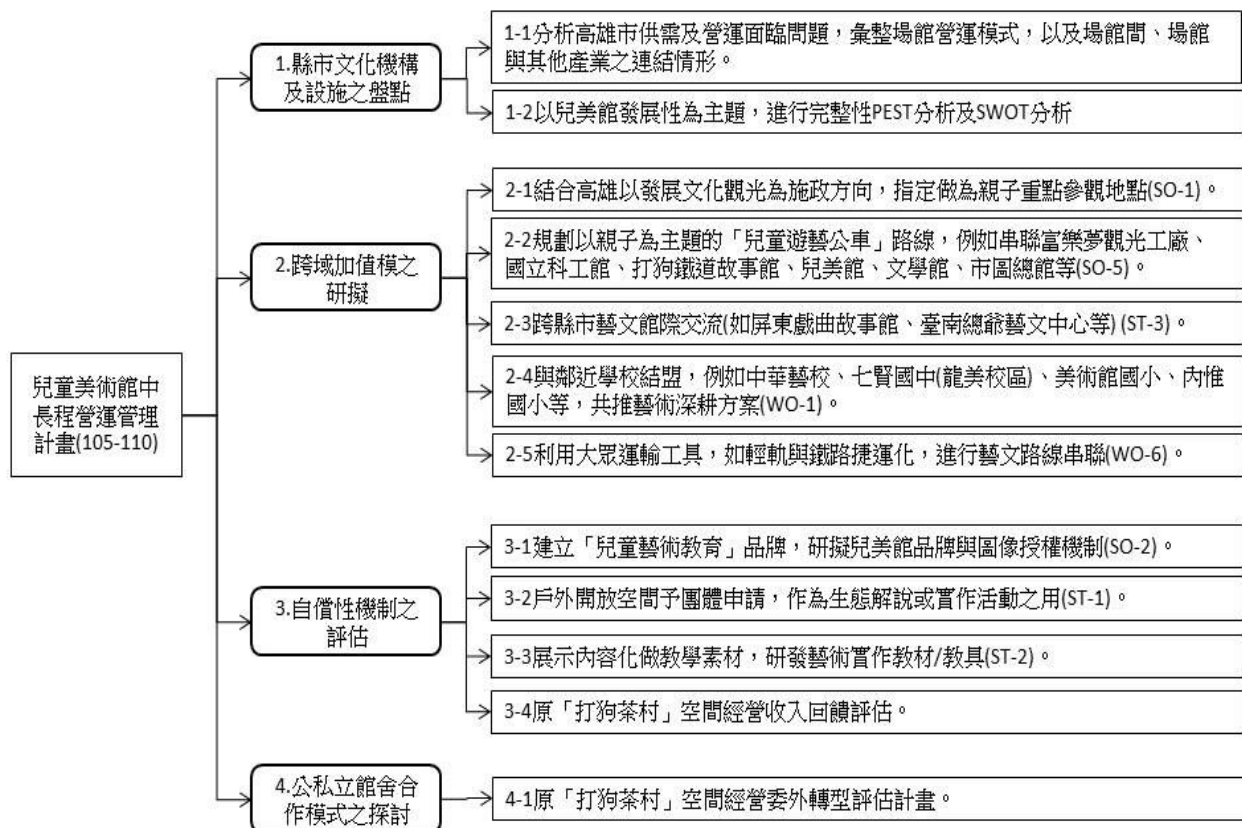 1.縣市文化機構
及設施之盤點
1-1分析高雄市供需及營運面臨問題，彙整場館營運模式，以及場館間、場館
與其他產業之連結情形。
1-2以兒美館發展性為主題，進行完整性PEST分析及SWOT分析
2.跨域加值模之
研擬
2-1結合高雄以發展文化觀光為施政方向，指定做為親子重點參觀地點(SO-1)。
2-2規劃以親子為主題的「兒童遊藝公車」路線，例如串聯富樂夢觀光工廠、
國立科工館、打狗鐵道故事館、兒美館、文學館、市圖總館等(SO-5)。
2-3跨縣市藝文館際交流(如屏東戲曲故事館、臺南總爺藝文中心等) (ST-3)。
2-4與鄰近學校結盟，例如中華藝校、七賢國中(龍美校區)、美術館國小、內惟
國小等，共推藝術深耕方案(WO-1)。
2-5利用大眾運輸工具，如輕軌與鐵路捷運化，進行藝文路線串聯(WO-6)。
兒童美術館中
長程營運管理
計畫(105-110)
3.自償性機制之
評估
3-1建立「兒童藝術教育」品牌，研擬兒美館品牌與圖像授權機制(SO-2)。
3-2戶外開放空間予團體申請，作為生態解說或實作活動之用(ST-1)。
3-3展示內容化做教學素材，研發藝術實作教材/教具(ST-2)。
3-4原「打狗茶村」空間經營收入回饋評估。
4.公私立館舍合
作模式之探討
4-1原「打狗茶村」空間經營委外轉型評估計畫。